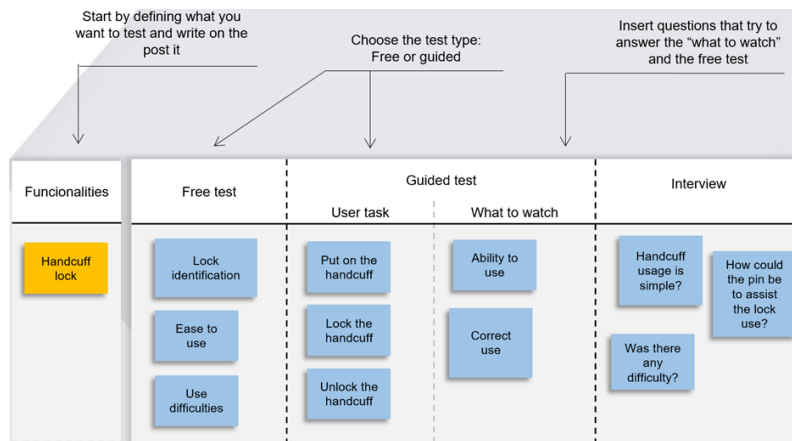 Start by defining what you
want to test and write on the
post it
Choose the test type:
Free or guided
Insert questions that try to
answer the “what to watch”
and the free test
Funcionalities
Free test
Guided test
User task
What to watch
Interview
Handcuff
lock
Lock
identification
Ease to
use
Use
difficulties
Put on the
handcuff
Lock the
handcuff
Unlock the
handcuff
Ability to
use
Correct
use
Handcuff
usage is
simple?
How could
the pin be
to assist
the lock
use?
Was there
any
difficulty?